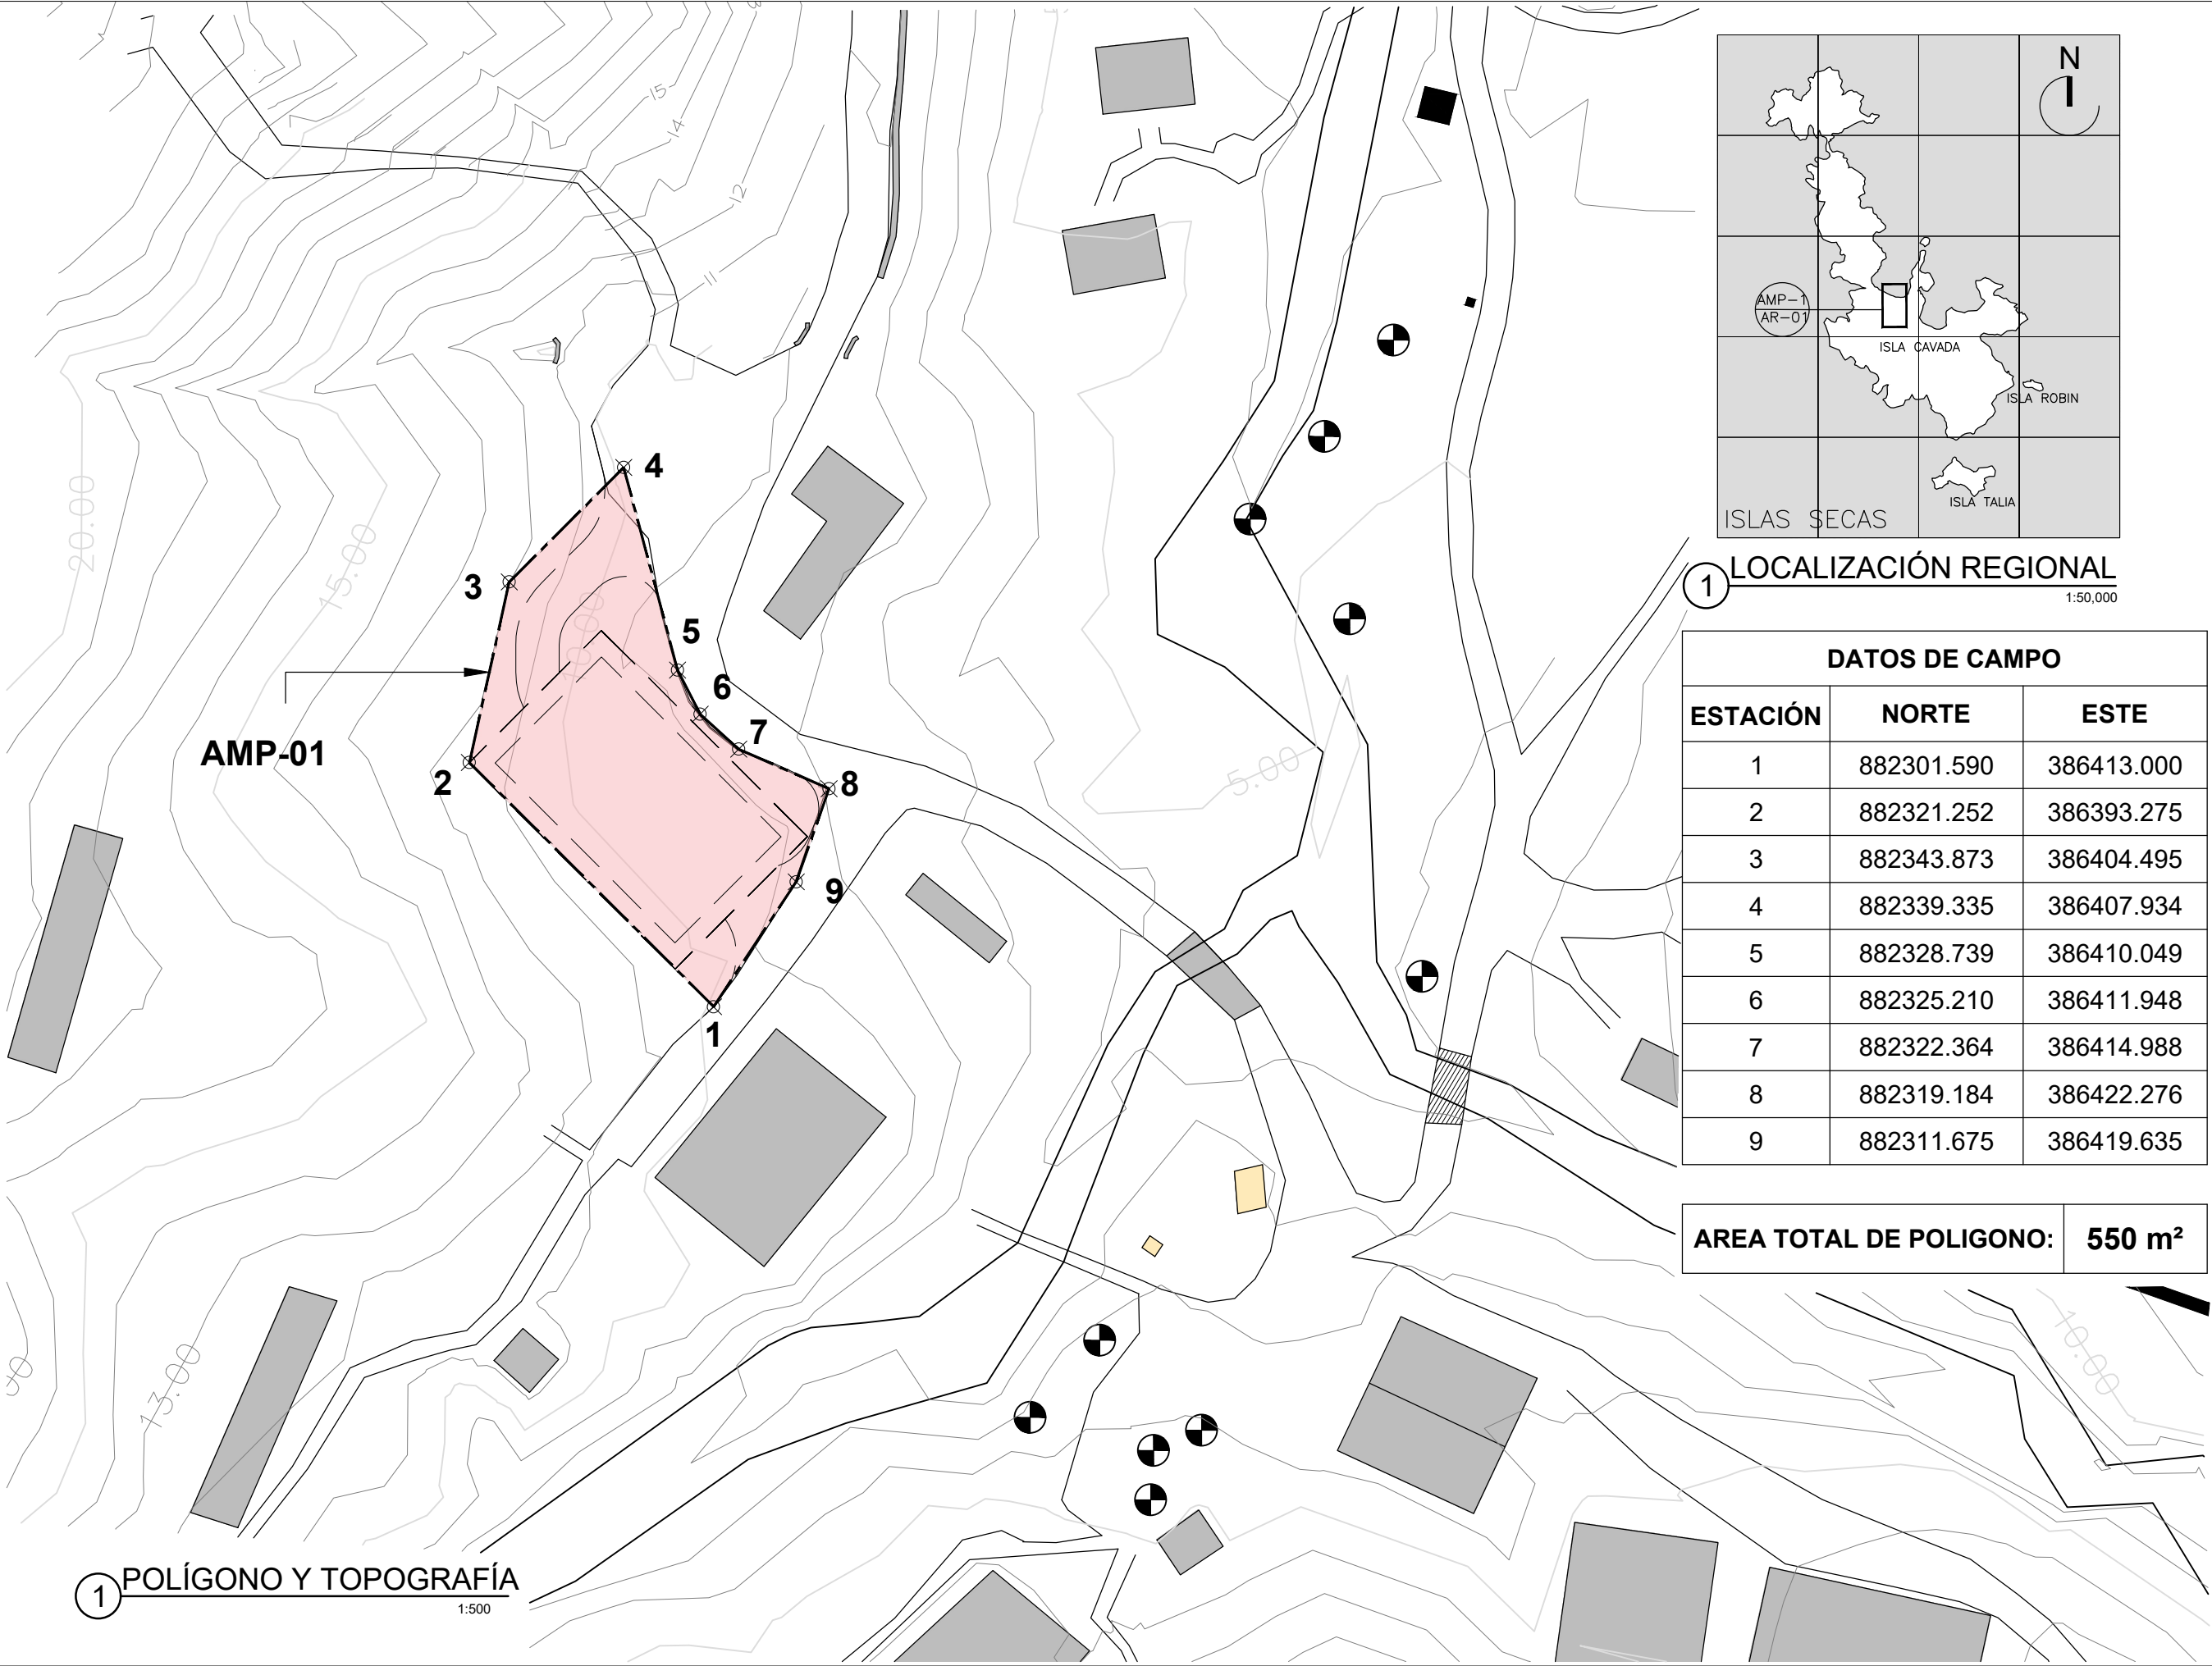 15
14
12
11
20.00
15.00
10.00
5.00
13.00
10.00
4
3
5
6
7
2
8
9
1
AMP-01
N
AMP-1
AR-01
ISLA CAVADA
ISLA ROBIN
ISLA TALIA
ISLAS SECAS
1 LOCALIZACIÓN REGIONAL
1:50,000
DATOS DE CAMPO
ESTACIÓN NORTE ESTE
1 882301.590 386413.000
2 882321.252 386393.275
3 882343.873 386404.495
4 882339.335 386407.934
5 882328.739 386410.049
6 882325.210 386411.948
7 882322.364 386414.988
8 882319.184 386422.276
9 882311.675 386419.635
AREA TOTAL DE POLIGONO: 550 m²
1 POLÍGONO Y TOPOGRAFÍA
1:500